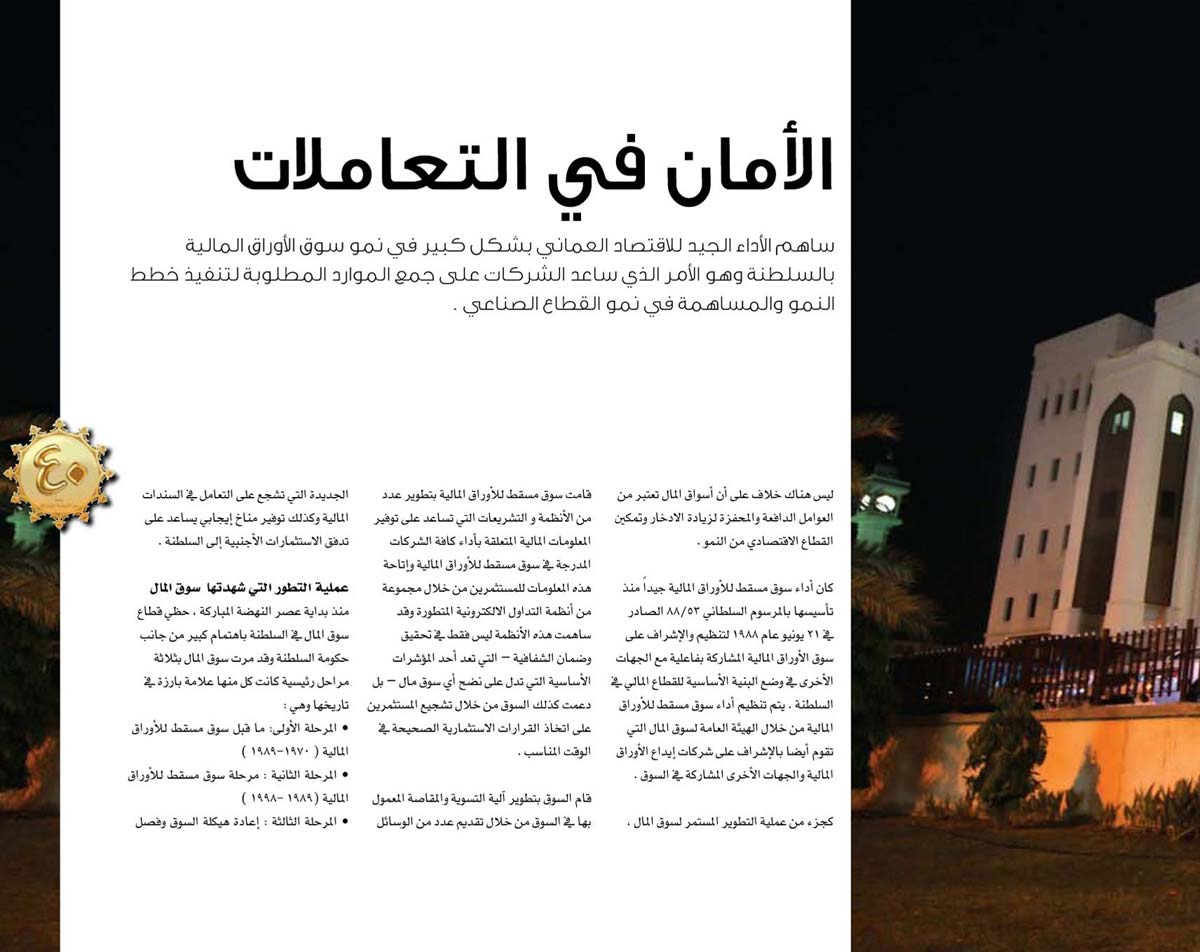 الأمان في التعاملات
ساهم الأداء الجيد للاقتصاد العماني بشكل كبير في نمو سوق الأوراق المالية
بالسلطنة وهو الأمر الذي ساعد الشركات على جمع الموارد المطلوبة لتنفيذ خطط
النمو والمساهمة في نمو القطاع الصناعي .
ليس هناك خلاف على أن أسواق المال تعتبر من
العوامل الدافعة والمحفزة لزيادة الادخار وتمكين
القطاع الاقتصادي من النمو .
كان أداء سوق مسقط للأوراق المالية جيداً منذ
تأسيسها بالمرسوم السلطاني ٨٨/٥٣ الصادر
في ٢١ يونيو عام ١٩٨٨ لتنظيم والإشراف على
سوق الأوراق المالية المشاركة بفاعلية مع الجهات
الأخرى في وضع البنية الأساسية للقطاع المالي في
السلطنة . يتم تنظيم أداء سوق مسقط للأوراق
المالية من خلال الهيئة العامة لسوق المال التي
تقوم أيضا بالإشراف على شركات إيداع الأوراق
المالية والجهات الأخرى المشاركة في السوق .
كجزء من عملية التطوير المستمر لسوق المال ،
قامت سوق مسقط للأوراق المالية بتطوير عدد
من الأنظمة و التشريعات التي تساعد على توفير
المعلومات المالية المتعلقة بأداء كافة الشركات
المدرجة في سوق مسقط للأوراق المالية وإتاحة
هذه المعلومات للمستثمرين من خلال مجموعة
من أنظمة التداول الالكترونية المتطورة وقد
ساهمت هذه الأنظمة ليس فقط في تحقيق
وضمان الشفافية – التي تعد أحد المؤشرات
الأساسية التي تدل على نضج أي سوق مال – بل
دعمت كذلك السوق من خلال تشجيع المستثمرين
على اتخاذ القرارات الاستثمارية الصحيحة في
الوقت المناسب .
قام السوق بتطوير آلية التسوية والمقاصة المعمول
بها في السوق من خلال تقديم عدد من الوسائل
الجديدة التي تشجع على التعامل في السندات
المالية وكذلك توفير مناخ إيجابي يساعد على
تدفق الاستثمارات الأجنبية إلى السلطنة .
عملية التطور التي شهدتها سوق المال
منذ بداية عصر النهضة المباركة ، حظي قطاع
سوق المال في السلطنة باهتمام كبير من جانب
حكومة السلطنة وقد مرت سوق المال بثلاثة
مراحل رئيسية كانت كل منها علامة بارزة في
تاريخها وهي :
• المرحلة الأولى: ما قبل سوق مسقط للأوراق
المالية ( ١٩٧٠–١٩٨٩ )
• المرحلة الثانية : مرحلة سوق مسقط للأوراق
المالية (١٩٨٩ –١٩٩٨ )
• المرحلة الثالثة : إعادة هيكلة السوق وفصل
٤٠